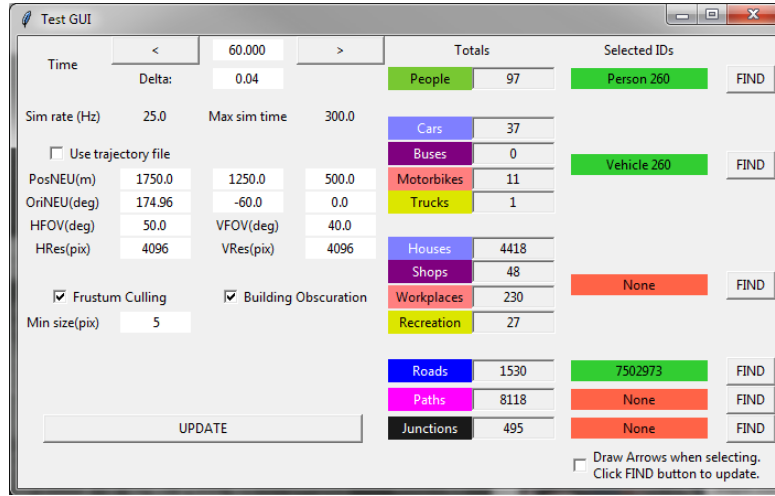 Test GUI
Time < 60.000 > Totals Selected IDs
Delta: 0.04 People 97 Person 260 FIND
Sim rate (Hz) 25.0 Max sim time 300.0
Cars 37
Use trajectory file Buses 0 Vehicle 260 FIND
PosNEU(m) 1750.0 1250.0 500.0 Motorbikes 11
OriNEU(deg) 174.96 -60.0 0.0 Trucks 1
HFOV(deg) 50.0 VFOV(deg) 40.0
HRes(pix) 4096 VRes(pix) 4096 Houses 4418
Shops 48 None FIND
Frustum Culling Building Obscuration Workplaces 230
Min size(pix) 5 Recreation 27
Roads 1530 7502973 FIND
Paths 8118 None FIND
UPDATE Junctions 495 None FIND
Draw Arrows when selecting.
Click FIND button to update.